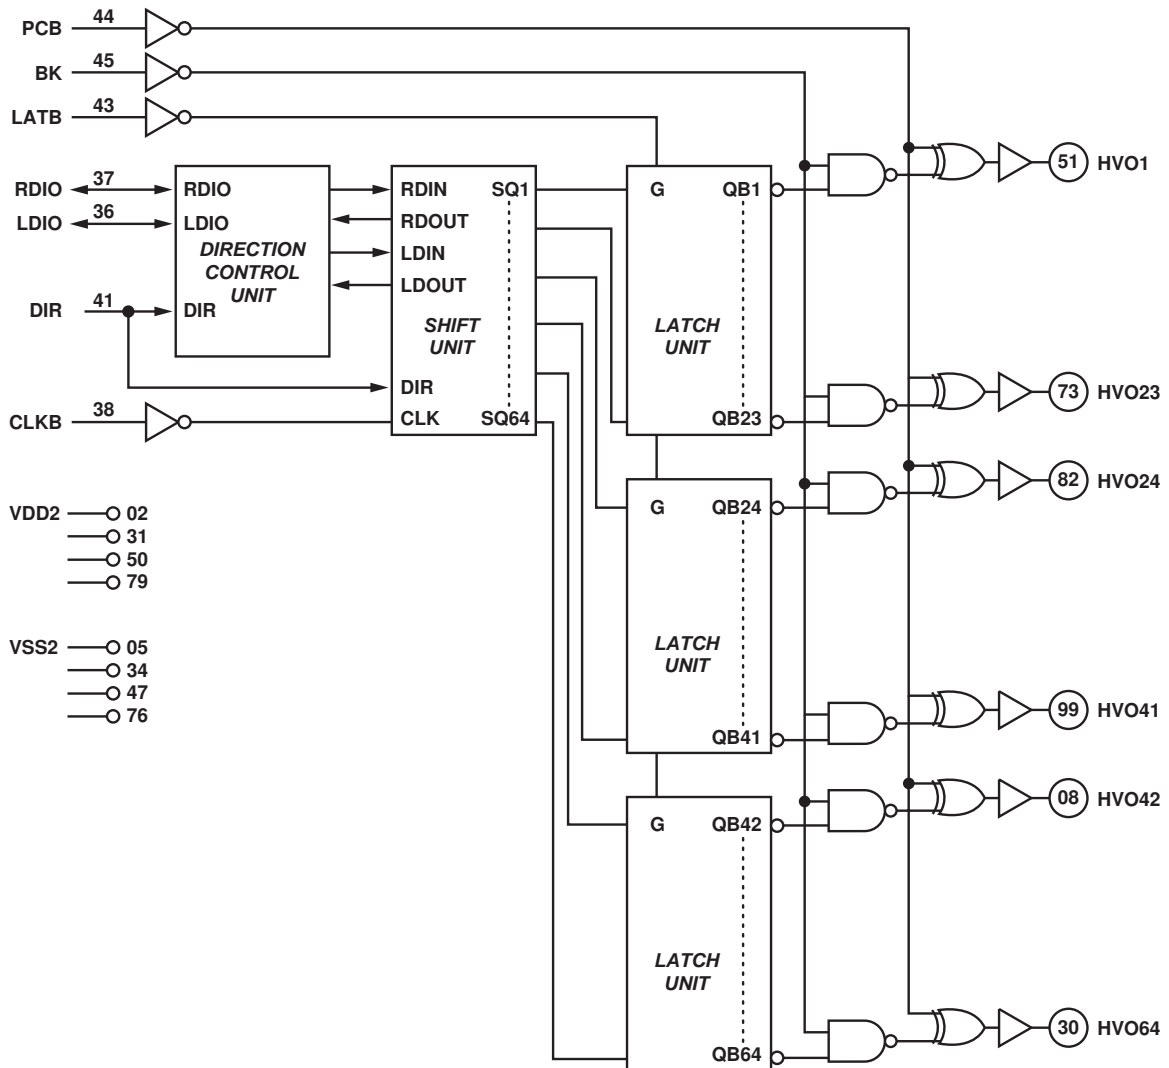 PCB 44
BK 45
LATB 43
RDIO 37
LDIO 36
DIR 41
CLKB 38
RDIO
LDIO
DIRECTION
CONTROL
UNIT
DIR
RDIN SQ1
RDOUT
LDIN
LDOUT
SHIFT
UNIT
DIR
CLK SQ64
G QB1
LATCH
UNIT
QB23
G QB24
LATCH
UNIT
QB41
G QB42
LATCH
UNIT
QB64
51 HVO1
73 HVO23
82 HVO24
99 HVO41
08 HVO42
30 HVO64
VDD2 02
31
50
79
VSS2 05
34
47
76